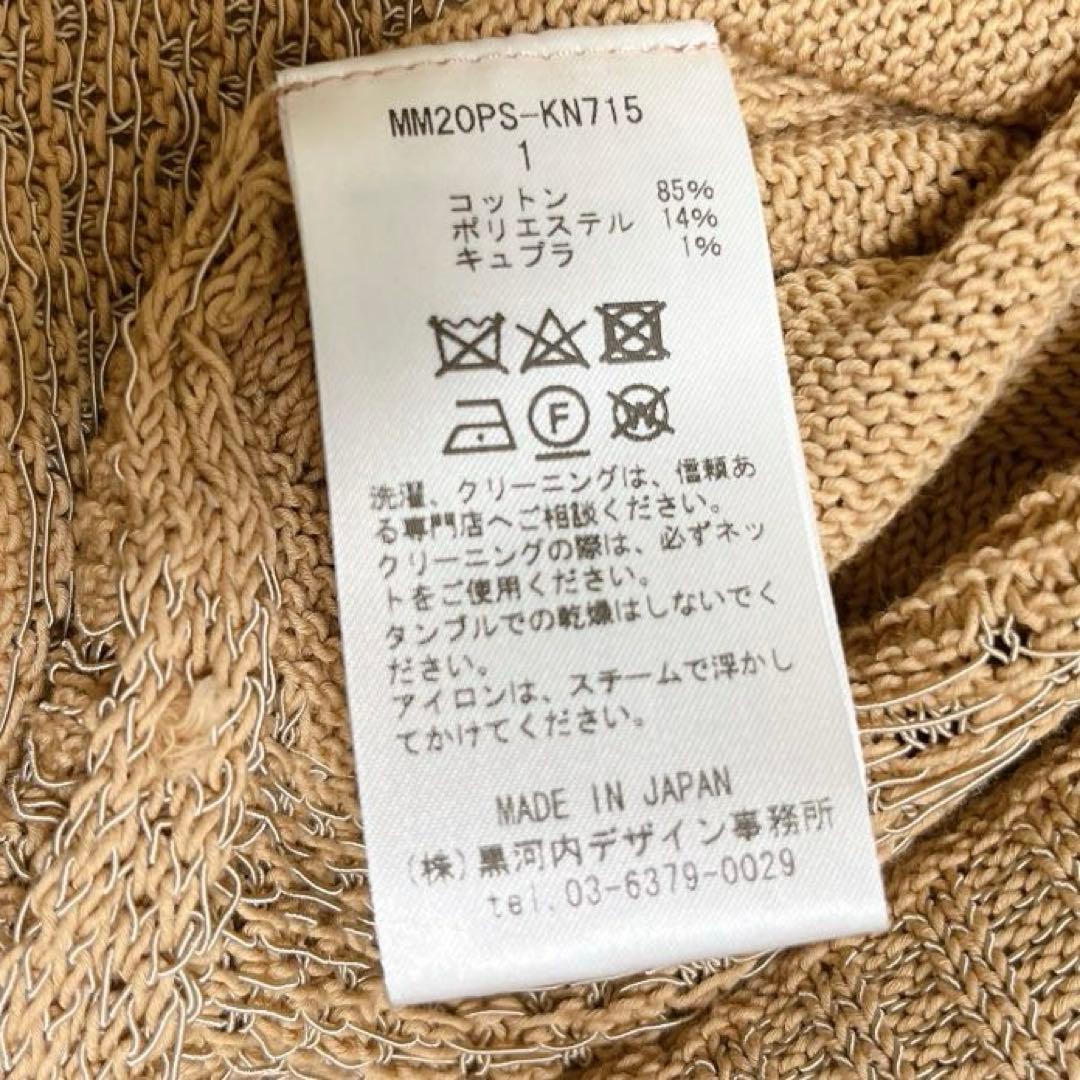 MM20PS-KN715
1
コットン 85%
ポリエステル 14%
キュプラ 1%
F W
洗濯、クリーニングは、信頼あ
る専門店へご相談ください。
クリーニングの際は、必ずネッ
トをご使用ください。
タンブルでの乾燥はしないでく
ださい。
アイロンは、スチームで浮かし
てかけてください。
MADE IN JAPAN
(株)黒河内デザイン事務所
tel.03-6379-0029